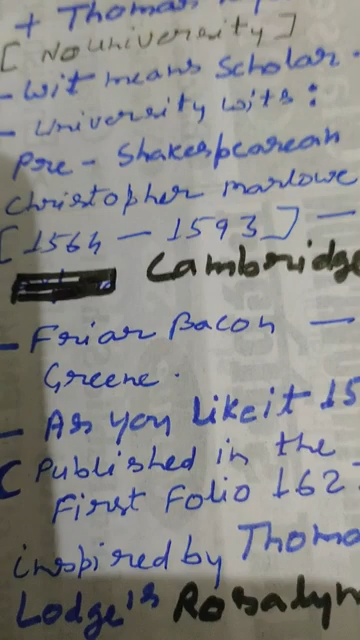 + Thomas
[ No university ]
- Wit means Scholar -
- University wits :
Pre - Shakespearean
Christopher marlowe
[ 1564 - 1593 ] —
Cambridge
- Friar Bacon —
Greene .
- As you like it 15
( Published in the
First Folio 162
inspired by Thoma
Lodge's Rosalyn